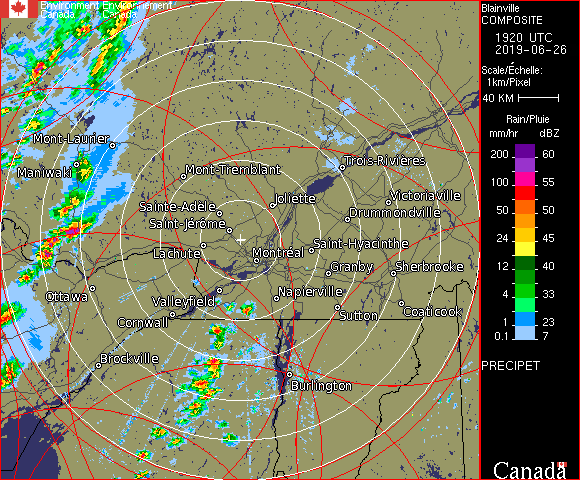 Environment Environnement
Canada Canada
Blainville
COMPOSITE
1920 UTC
2019-06-26
Scale/Échelle:
1km/Pixel
40 KM
Rain/Pluie
mm/hr dBZ
200 60
100 55
50 50
24 45
12 40
4 33
1 23
0.1 7
PRECIPET
Canada
Mont-Laurier
Maniwaki
Mont-Tremblant
Trois-Rivières
Sainte-Adèle
Joliette
Victoriaville
Drummondville
Saint-Jérôme
Lachute
Montréal
Saint-Hyacinthe
Granby
Sherbrooke
Ottawa
Valleyfield
Napierville
Cornwall
Sutton
Coaticook
Brockville
Burlington